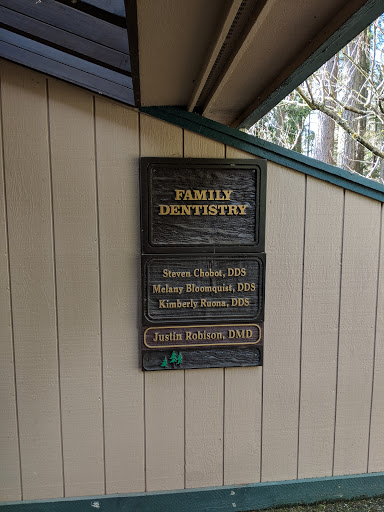 FAMILY
DENTISTRY
Steven Chobot, DDS
Melany Bloomquist, DDS
Kimberly Ruona, DDS
Justin Robison, DMD